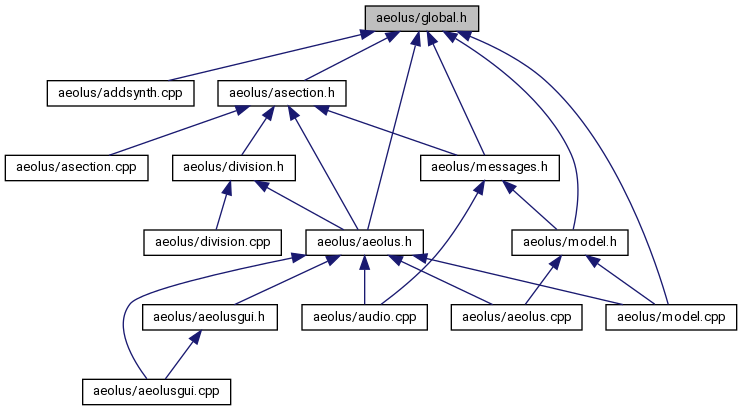 aeolus/global.h
aeolus/addsynth.cpp
aeolus/asection.h
aeolus/asection.cpp
aeolus/division.h
aeolus/messages.h
aeolus/division.cpp
aeolus/aeolus.h
aeolus/model.h
aeolus/aeolusgui.h
aeolus/audio.cpp
aeolus/aeolus.cpp
aeolus/model.cpp
aeolus/aeolusgui.cpp